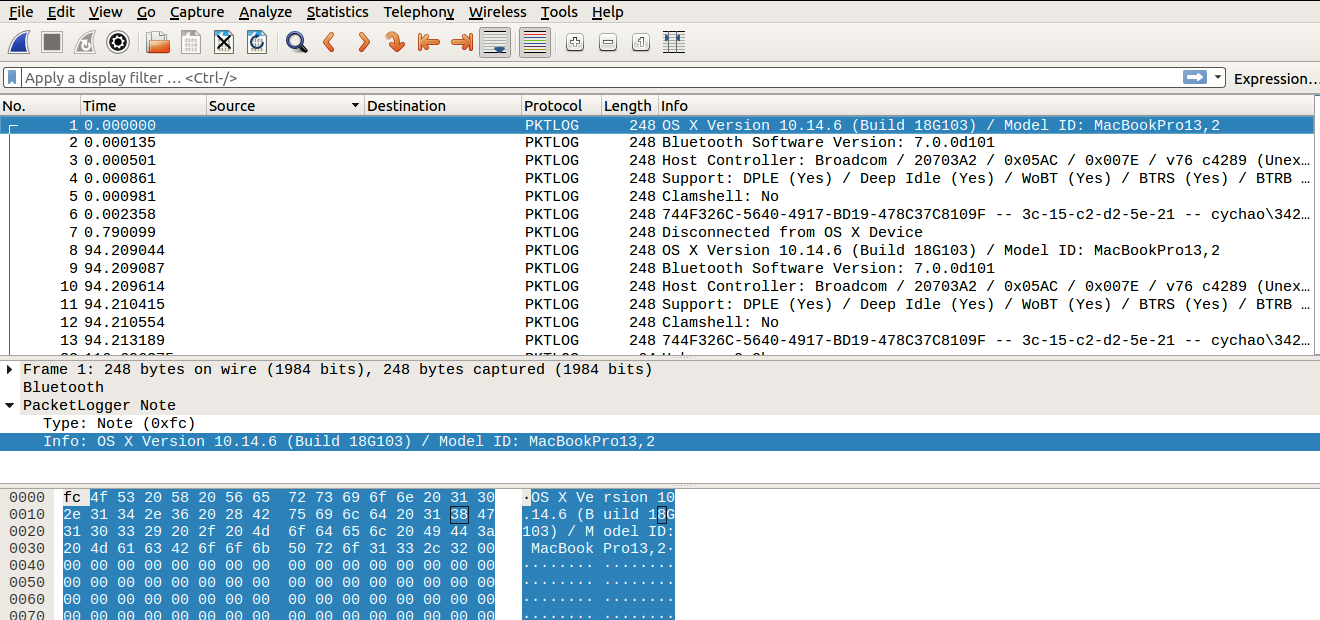 File Edit View Go Capture Analyze Statistics Telephony Wireless Tools Help
Apply a display filter … <Ctrl-/> Expression…
No. Time Source Destination Protocol Length Info
1 0.000000 PKTLOG 248 OS X Version 10.14.6 (Build 18G103) / Model ID: MacBookPro13,2
2 0.000135 PKTLOG 248 Bluetooth Software Version: 7.0.0d101
3 0.000501 PKTLOG 248 Host Controller: Broadcom / 20703A2 / 0x05AC / 0x007E / v76 c4289 (Unex…
4 0.000861 PKTLOG 248 Support: DPLE (Yes) / Deep Idle (Yes) / WoBT (Yes) / BTRS (Yes) / BTRB …
5 0.000981 PKTLOG 248 Clamshell: No
6 0.002358 PKTLOG 248 744F326C-5640-4917-BD19-478C37C8109F -- 3c-15-c2-d2-5e-21 -- cychao\342…
7 0.790099 PKTLOG 248 Disconnected from OS X Device
8 94.209044 PKTLOG 248 OS X Version 10.14.6 (Build 18G103) / Model ID: MacBookPro13,2
9 94.209087 PKTLOG 248 Bluetooth Software Version: 7.0.0d101
10 94.209614 PKTLOG 248 Host Controller: Broadcom / 20703A2 / 0x05AC / 0x007E / v76 c4289 (Unex…
11 94.210415 PKTLOG 248 Support: DPLE (Yes) / Deep Idle (Yes) / WoBT (Yes) / BTRS (Yes) / BTRB …
12 94.210554 PKTLOG 248 Clamshell: No
13 94.213189 PKTLOG 248 744F326C-5640-4917-BD19-478C37C8109F -- 3c-15-c2-d2-5e-21 -- cychao\342…
Frame 1: 248 bytes on wire (1984 bits), 248 bytes captured (1984 bits)
Bluetooth
PacketLogger Note
Type: Note (0xfc)
Info: OS X Version 10.14.6 (Build 18G103) / Model ID: MacBookPro13,2
0000 fc 4f 53 20 58 20 56 65 72 73 69 6f 6e 20 31 30 ·OS X Ve rsion 10
0010 2e 31 34 2e 36 20 28 42 75 69 6c 64 20 31 38 47 .14.6 (B uild 18G
0020 31 30 33 29 20 2f 20 4d 6f 64 65 6c 20 49 44 3a 103) / M odel ID:
0030 20 4d 61 63 42 6f 6f 6b 50 72 6f 31 33 2c 32 00 MacBook Pro13,2·
0040 00 00 00 00 00 00 00 00 00 00 00 00 00 00 00 00 ········ ········
0050 00 00 00 00 00 00 00 00 00 00 00 00 00 00 00 00 ········ ········
0060 00 00 00 00 00 00 00 00 00 00 00 00 00 00 00 00 ········ ········
0070 00 00 00 00 00 00 00 00 00 00 00 00 00 00 00 00 ········ ········